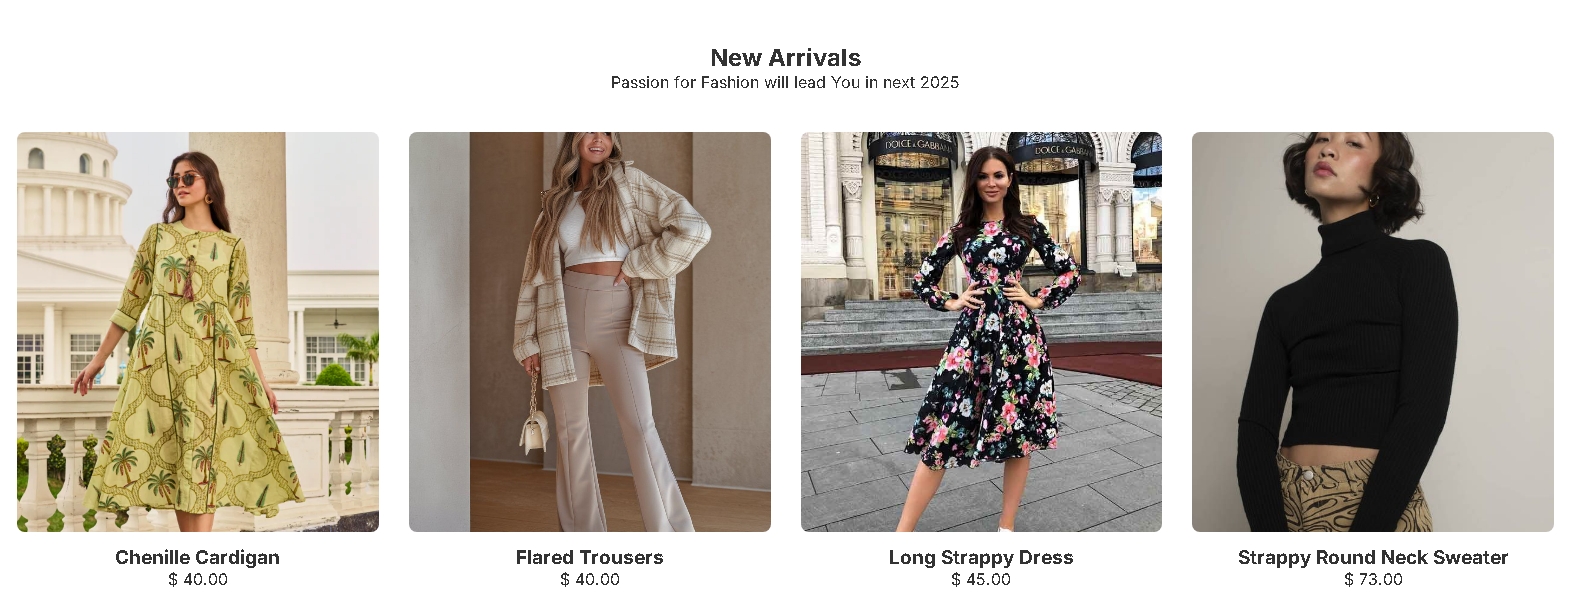 New Arrivals
Passion for Fashion will lead You in next 2025
DOLCE & GABBANA
DOLCE & GABBANA
Chenille Cardigan
$ 40.00
Flared Trousers
$ 40.00
Long Strappy Dress
$ 45.00
Strappy Round Neck Sweater
$ 73.00